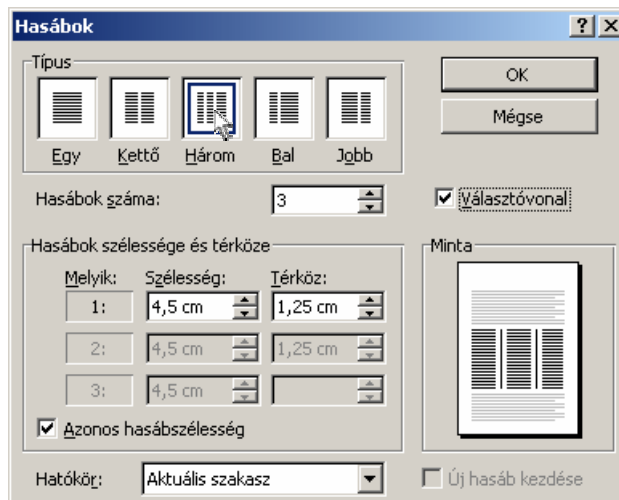 Hasábok
Típus
OK
Mégse
Egy Kettő Három Bal Jobb
Hasábok száma: 3
Választóvonal
Hasábok szélessége és térköze
Minta
Melyik: Szélesség: Térköz:
1: 4,5 cm 1,25 cm
2: 4,5 cm 1,25 cm
3: 4,5 cm
Azonos hasábszélesség
Hatókör: Aktuális szakasz
Új hasáb kezdése